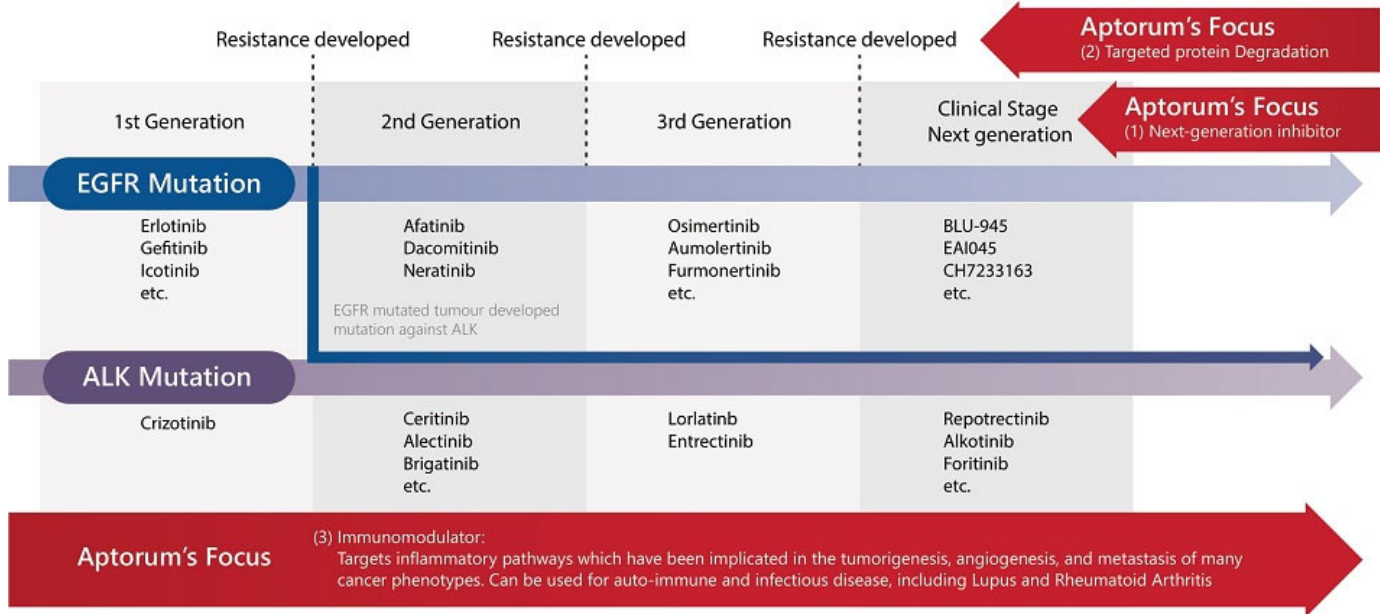 Resistance developed
Resistance developed
Resistance developed
Aptorum's Focus
(2) Targeted protein Degradation
1st Generation
2nd Generation
3rd Generation
Clinical Stage
Next generation
Aptorum's Focus
(1) Next-generation inhibitor
EGFR Mutation
Erlotinib
Gefitinib
Icotinib
etc.
Afatinib
Dacomitinib
Neratinib
EGFR mutated tumour developed
mutation against ALK
Osimertinib
Aumolertinib
Furmonertinib
etc.
BLU-945
EAI045
CH7233163
etc.
ALK Mutation
Crizotinib
Ceritinib
Alectinib
Brigatinib
etc.
Lorlatinb
Entrectinib
Repotrectinib
Alkotinib
Foritinib
etc.
Aptorum's Focus
(3) Immunomodulator:
Targets inflammatory pathways which have been implicated in the tumorigenesis, angiogenesis, and metastasis of many
cancer phenotypes. Can be used for auto-immune and infectious disease, including Lupus and Rheumatoid Arthritis